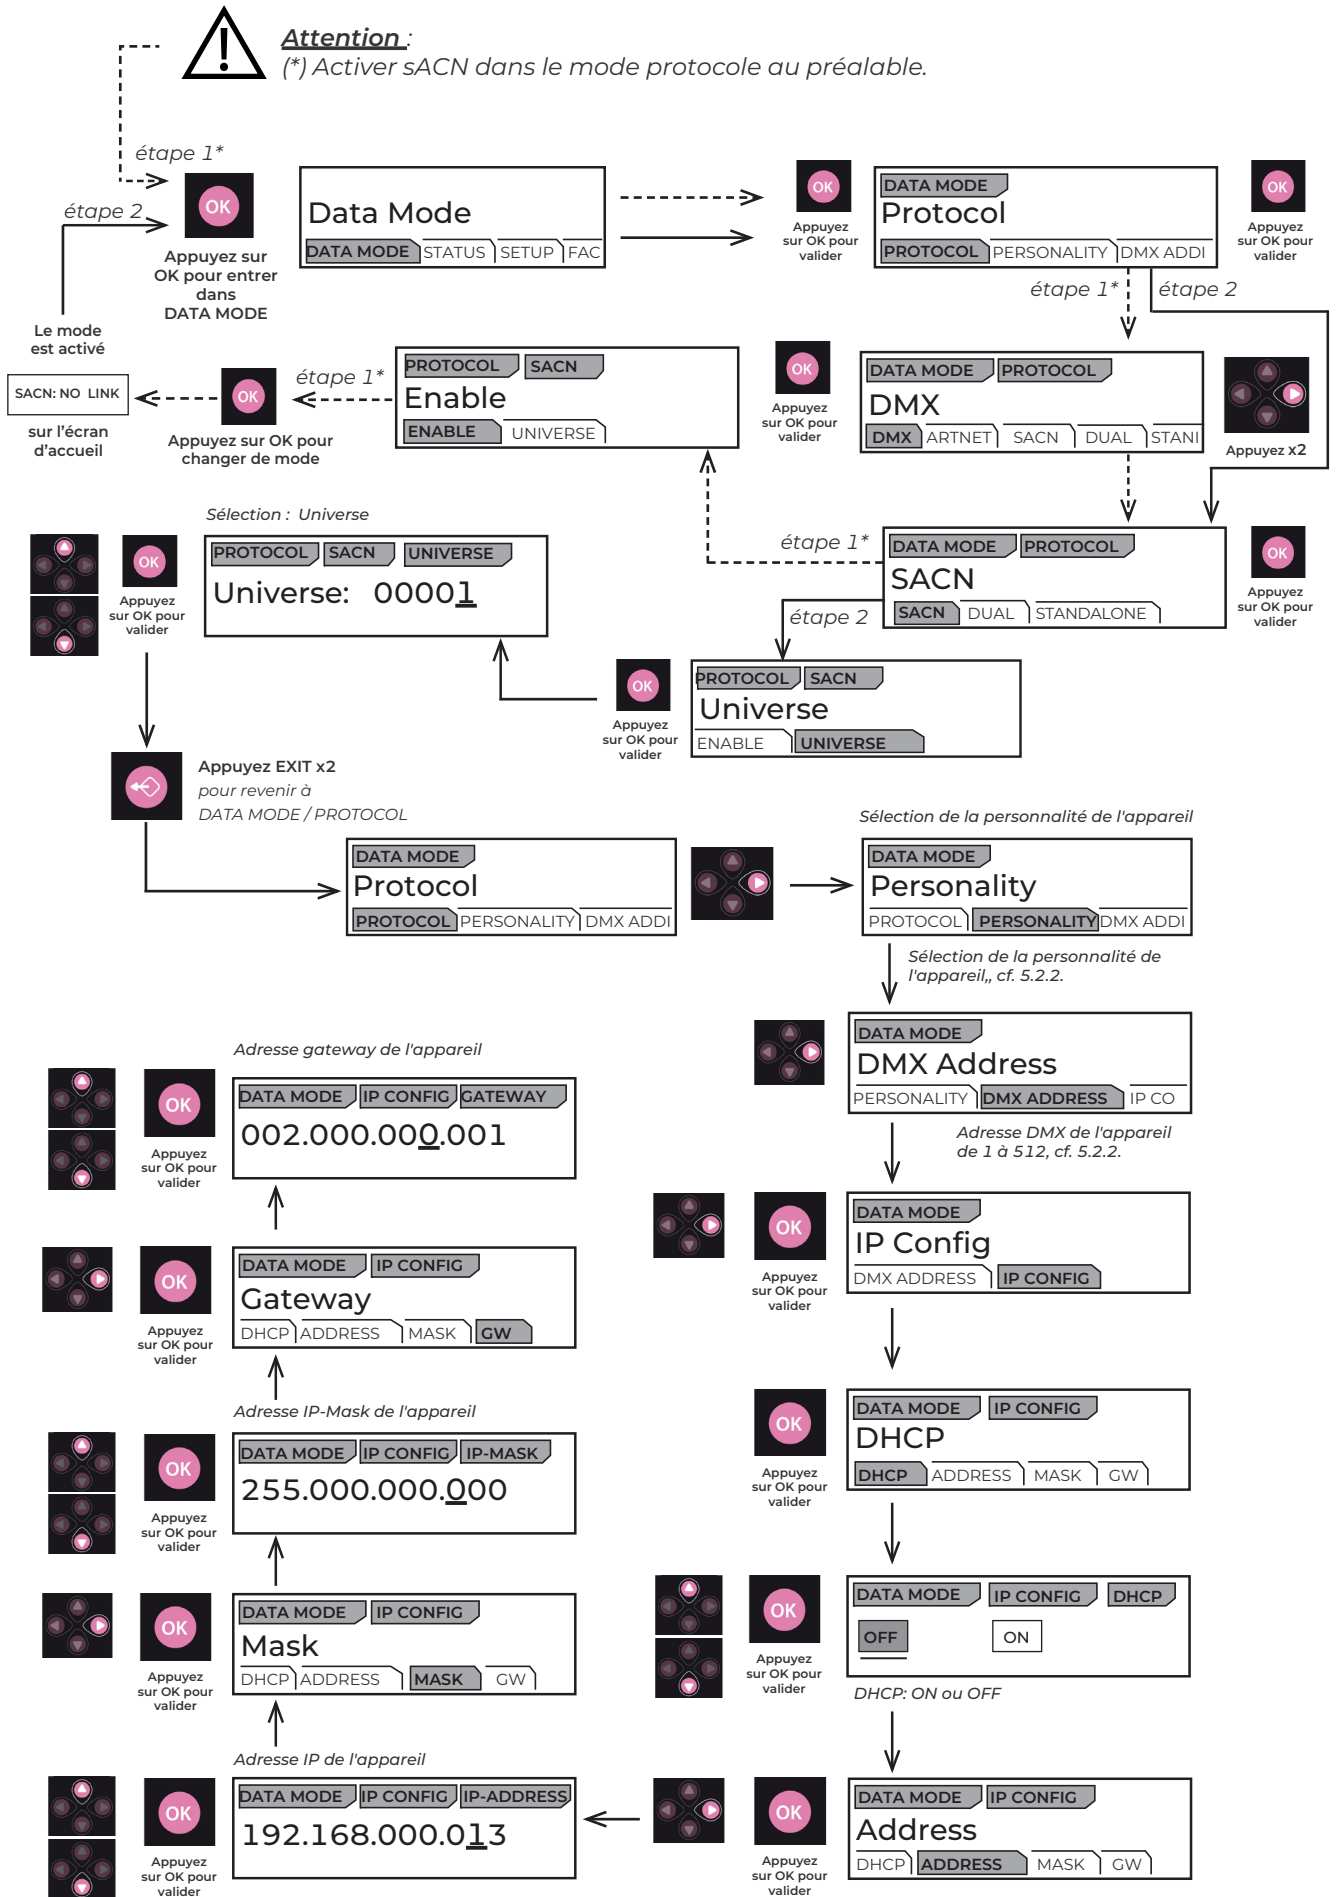 Attention :
(*) Activer sACN dans le mode protocole au préalable.
étape 1*
étape 2
OK
Appuyez sur
OK pour entrer
dans
DATA MODE
Data Mode
DATA MODE STATUS SETUP FAC
OK
Appuyez
sur OK pour
valider
DATA MODE
Protocol
PROTOCOL PERSONALITY DMX ADDI
OK
Appuyez
sur OK pour
valider
étape 1*
étape 2
Le mode
est activé
SACN: NO LINK
sur l'écran
d'accueil
OK
Appuyez sur OK pour
changer de mode
étape 1*
PROTOCOL SACN
Enable
ENABLE UNIVERSE
OK
Appuyez
sur OK pour
valider
DATA MODE PROTOCOL
DMX
DMX ARTNET SACN DUAL STANI
Appuyez x2
étape 1*
DATA MODE PROTOCOL
SACN
SACN DUAL STANDALONE
OK
Appuyez
sur OK pour
valider
étape 2
Sélection : Universe
OK
Appuyez
sur OK pour
valider
PROTOCOL SACN UNIVERSE
Universe: 00001
OK
Appuyez
sur OK pour
valider
PROTOCOL SACN
Universe
ENABLE UNIVERSE
Appuyez EXIT x2
pour revenir à
DATA MODE / PROTOCOL
DATA MODE
Protocol
PROTOCOL PERSONALITY DMX ADDI
Sélection de la personnalité de l'appareil
DATA MODE
Personality
PROTOCOL PERSONALITY DMX ADDI
Sélection de la personnalité de
l'appareil,, cf. 5.2.2.
DATA MODE
DMX Address
PERSONALITY DMX ADDRESS IP CO
Adresse DMX de l'appareil
de 1 à 512, cf. 5.2.2.
OK
Appuyez
sur OK pour
valider
DATA MODE
IP Config
DMX ADDRESS IP CONFIG
OK
Appuyez
sur OK pour
valider
DATA MODE IP CONFIG
DHCP
DHCP ADDRESS MASK GW
OK
Appuyez
sur OK pour
valider
DATA MODE IP CONFIG DHCP
OFF ON
DHCP: ON ou OFF
OK
Appuyez
sur OK pour
valider
DATA MODE IP CONFIG
Address
DHCP ADDRESS MASK GW
Adresse IP de l'appareil
OK
Appuyez
sur OK pour
valider
DATA MODE IP CONFIG IP-ADDRESS
192.168.000.013
OK
Appuyez
sur OK pour
valider
DATA MODE IP CONFIG
Mask
DHCP ADDRESS MASK GW
Adresse IP-Mask de l'appareil
OK
Appuyez
sur OK pour
valider
DATA MODE IP CONFIG IP-MASK
255.000.000.000
OK
Appuyez
sur OK pour
valider
DATA MODE IP CONFIG
Gateway
DHCP ADDRESS MASK GW
Adresse gateway de l'appareil
OK
Appuyez
sur OK pour
valider
DATA MODE IP CONFIG GATEWAY
002.000.000.001